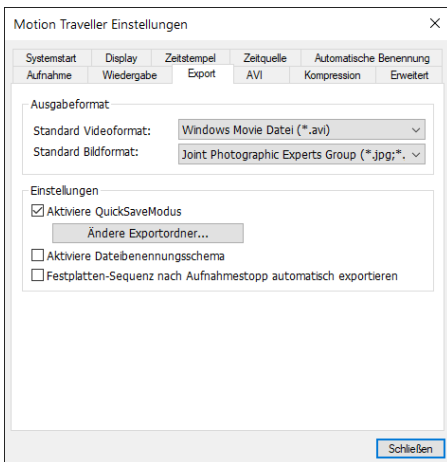 Motion Traveller Einstellungen
Systemstart Display Zeitstempel Zeitquelle Automatische Benennung
Aufnahme Wiedergabe Export AVI Kompression Erweitert
Ausgabeformat
Standard Videoformat: Windows Movie Datei (*.avi)
Standard Bildformat: Joint Photographic Experts Group (*.jpg;*.
Einstellungen
Aktiviere QuickSaveModus
Ändere Exportordner...
Aktiviere Dateibenennungsschema
Festplatten-Sequenz nach Aufnahmestopp automatisch exportieren
Schließen